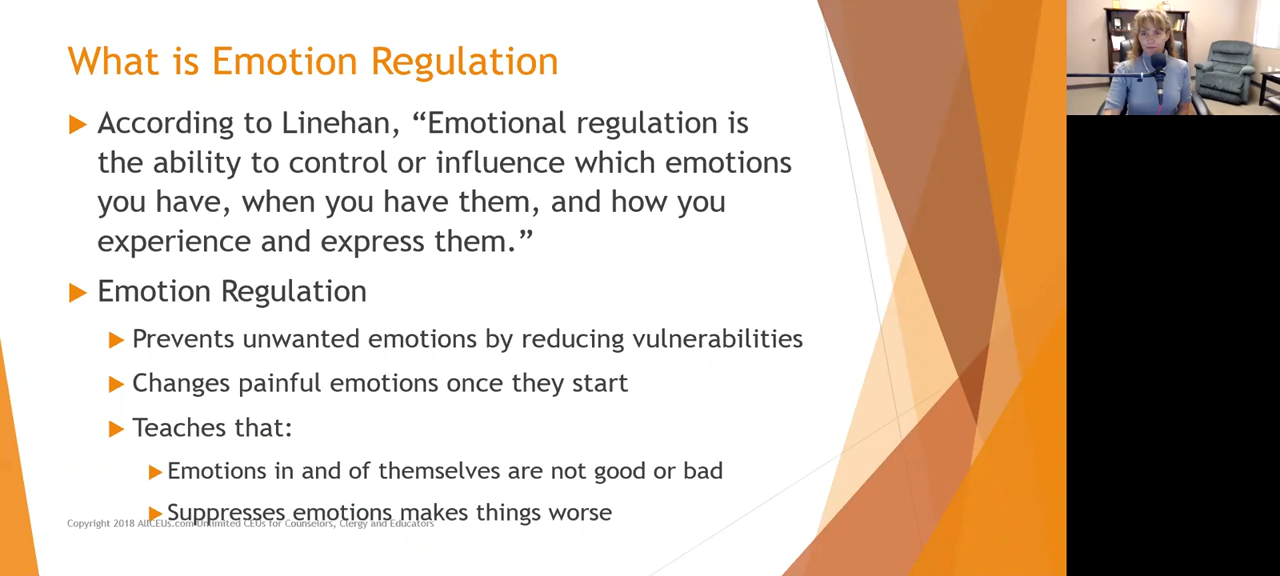 What is Emotion Regulation
According to Linehan, “Emotional regulation is
the ability to control or influence which emotions
you have, when you have them, and how you
experience and express them.”
Emotion Regulation
Prevents unwanted emotions by reducing vulnerabilities
Changes painful emotions once they start
Teaches that:
Emotions in and of themselves are not good or bad
Suppresses emotions makes things worse
Copyright 2018 AllCEUs.com Unlimited CEUs for Counselors, Clergy and Educators